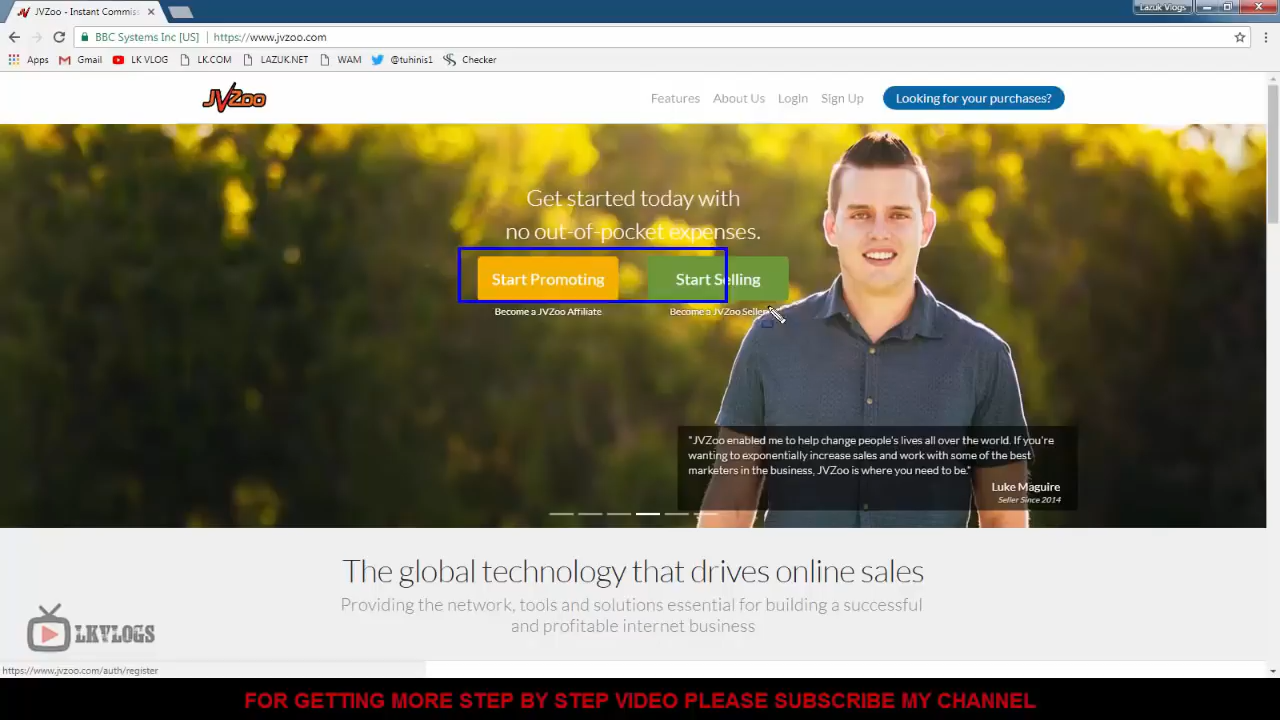 JVZoo - Instant Commis
Lazuk Vlogs
BBC Systems Inc [US]
https://www.jvzoo.com
Apps
Gmail
LK VLOG
LK.COM
LAZUK.NET
WAM
@tuhinis1
Checker
JVZoo
Features
About Us
Login
Sign Up
Looking for your purchases?
Get started today with
no out-of-pocket expenses.
Start Promoting
Start Selling
Become a JVZoo Affiliate
Become a JVZoo Seller
"JVZoo enabled me to help change people's lives all over the world. If you're
wanting to exponentially increase sales and work with some of the best
marketers in the business, JVZoo is where you need to be."
Luke Maguire
Seller Since 2014
The global technology that drives online sales
Providing the network, tools and solutions essential for building a successful
and profitable internet business
LKVLOGS
https://www.jvzoo.com/auth/register
FOR GETTING MORE STEP BY STEP VIDEO PLEASE SUBSCRIBE MY CHANNEL